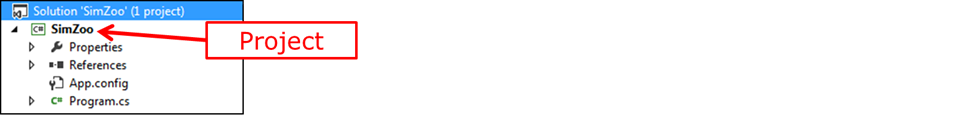 Solution 'SimZoo' (1 project)
C# SimZoo
Project
Properties
References
App.config
C# Program.cs